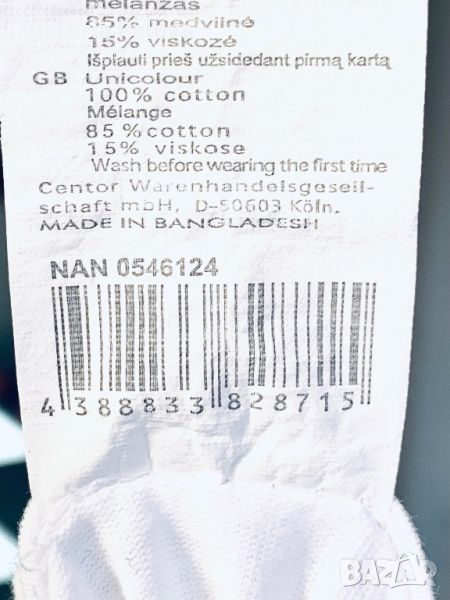 melanžas
85% medvilnė
15% viskozė
Išplauti prieš užsidedant pirmą kartą
GB Unicolour
100% cotton
Mélange
85% cotton
15% viskose
Wash before wearing the first time
Centor Warenhandelsgesell-
schaft mbH, D-50603 Köln.
MADE IN BANGLADESH
NAN 0546124
4 388833 828715
BAZAR